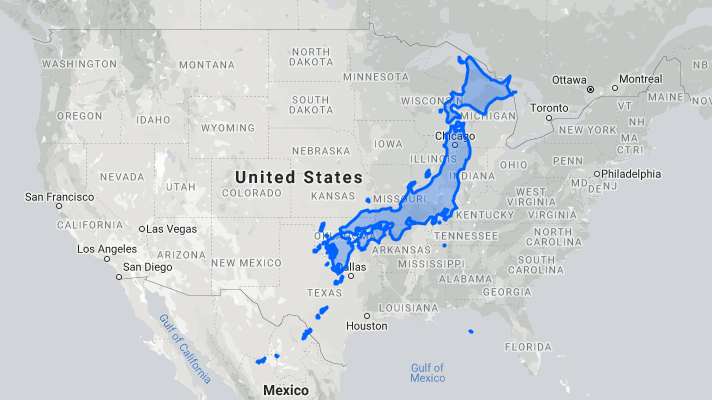 NORTH
DAKOTA
WASHINGTON
MONTANA
MINNESOTA
Ottawa
Montreal
NB
MAINE
NOVA
SOUTH
DAKOTA
WISCONSIN
OREGON
IDAHO
WYOMING
MICHIGAN
Toronto
VT
NH
NEW YORK
MA
CT
RI
Chicago
NEBRASKA
IOWA
ILLINOIS
INDIANA
OHIO
PENN
Philadelphia
NEVADA
UTAH
United States
COLORADO
KANSAS
MISSOURI
WEST
VIRGINIA
MD
DE
NJ
San Francisco
KENTUCKY
VIRGINIA
CALIFORNIA
Las Vegas
TENNESSEE
NORTH
CAROLINA
Los Angeles
ARIZONA
NEW MEXICO
ARKANSAS
San Diego
Dallas
MISSISSIPPI
SOUTH
CAROLINA
ALABAMA
TEXAS
GEORGIA
LOUISIANA
Houston
Gulf of California
FLORIDA
Gulf of
Mexico
Mexico